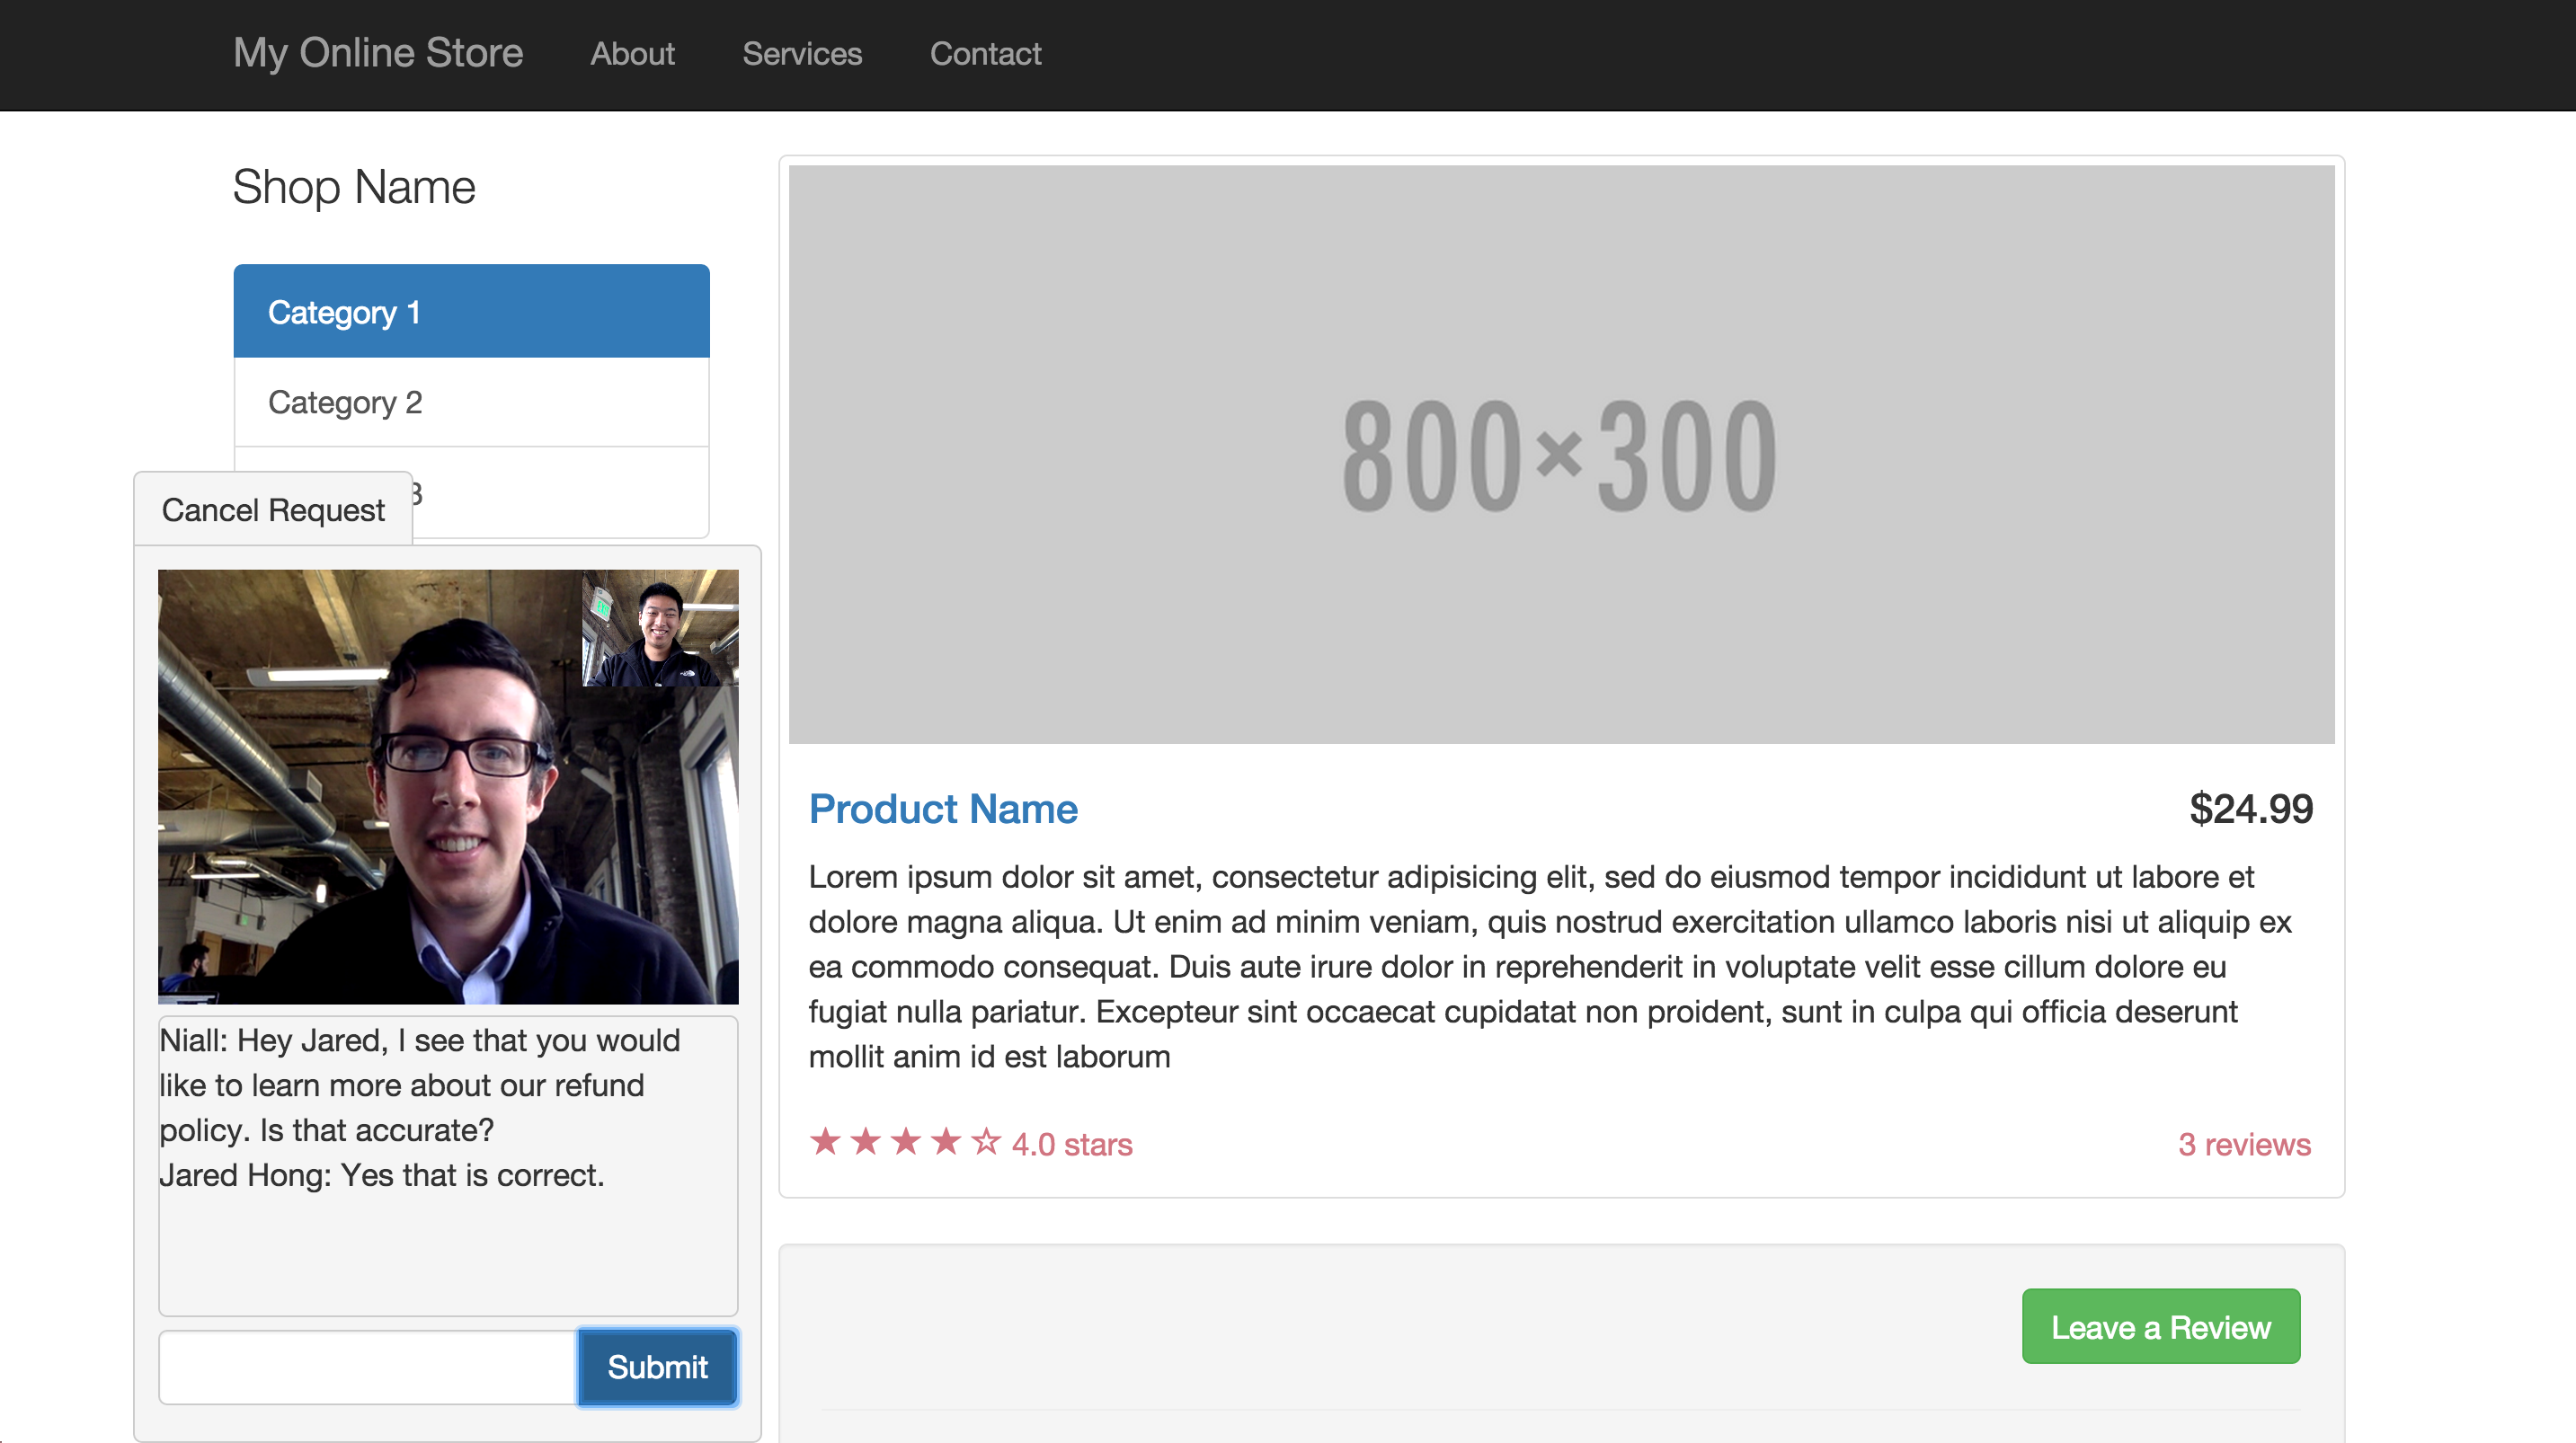 My Online Store About Services Contact
Shop Name
Category 1
Category 2
3
Cancel Request
Niall: Hey Jared, I see that you would
like to learn more about our refund
policy. Is that accurate?
Jared Hong: Yes that is correct.
Submit
800×300
Product Name $24.99
Lorem ipsum dolor sit amet, consectetur adipisicing elit, sed do eiusmod tempor incididunt ut labore et
dolore magna aliqua. Ut enim ad minim veniam, quis nostrud exercitation ullamco laboris nisi ut aliquip ex
ea commodo consequat. Duis aute irure dolor in reprehenderit in voluptate velit esse cillum dolore eu
fugiat nulla pariatur. Excepteur sint occaecat cupidatat non proident, sunt in culpa qui officia deserunt
mollit anim id est laborum
4.0 stars 3 reviews
Leave a Review